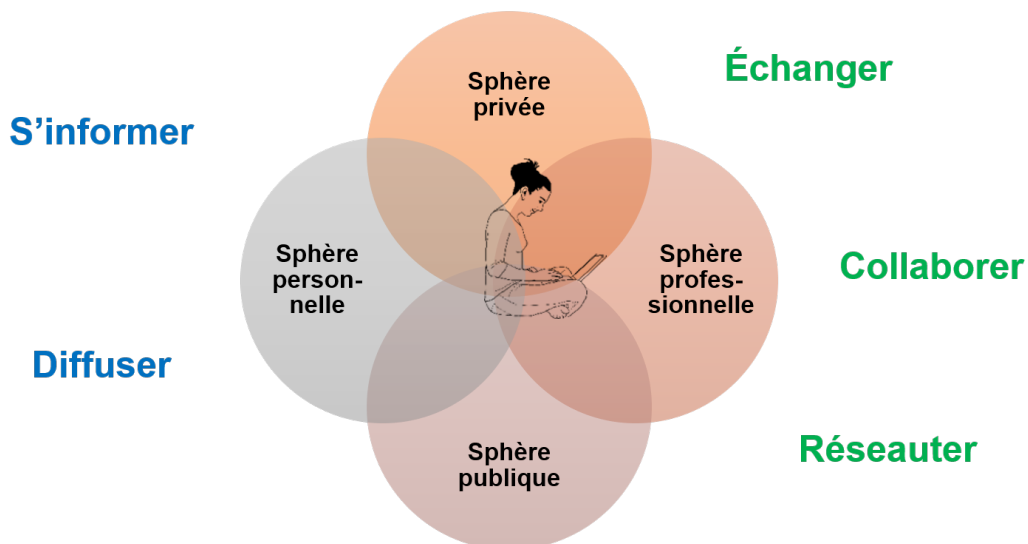 Sphère
privée
Échanger
S’informer
Sphère
person-
nelle
Sphère
profes-
sionnelle
Collaborer
Diffuser
Sphère
publique
Réseauter